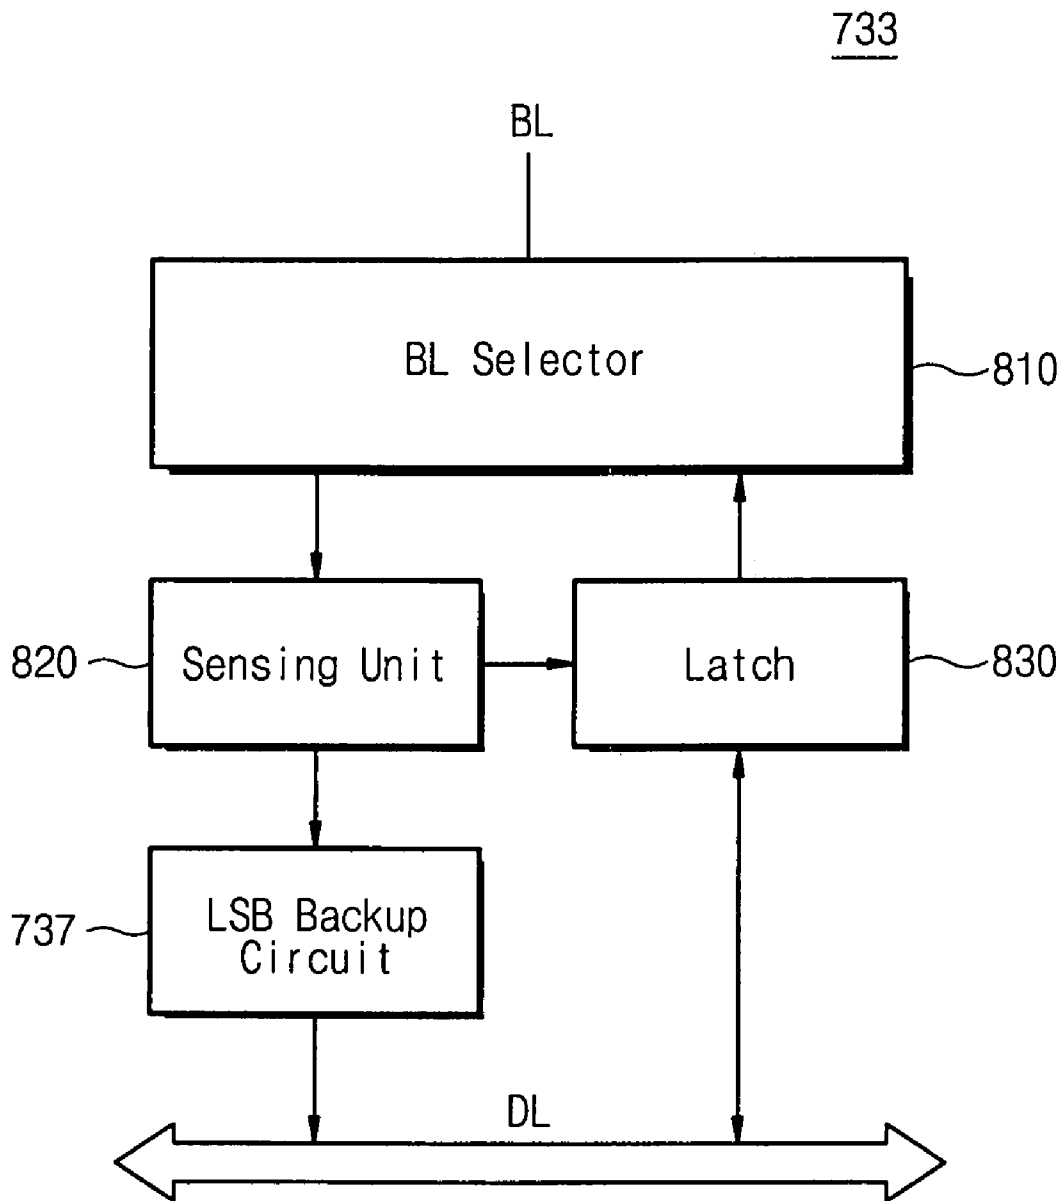 733
BL
BL Selector
810
820
Sensing Unit
Latch
830
737
LSB Backup
Circuit
DL